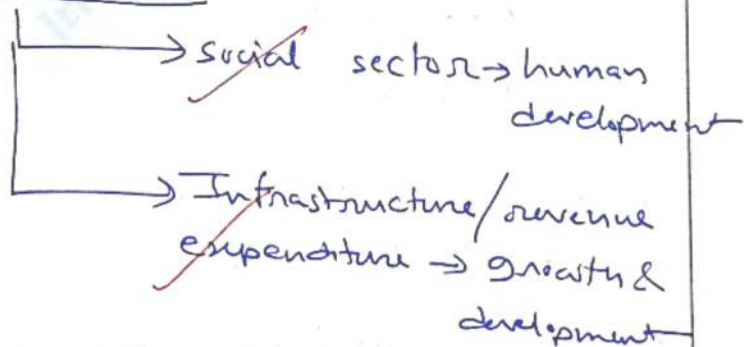 → Social sector → human
development
→ Infrastructure/revenue
expenditure → growth &
development